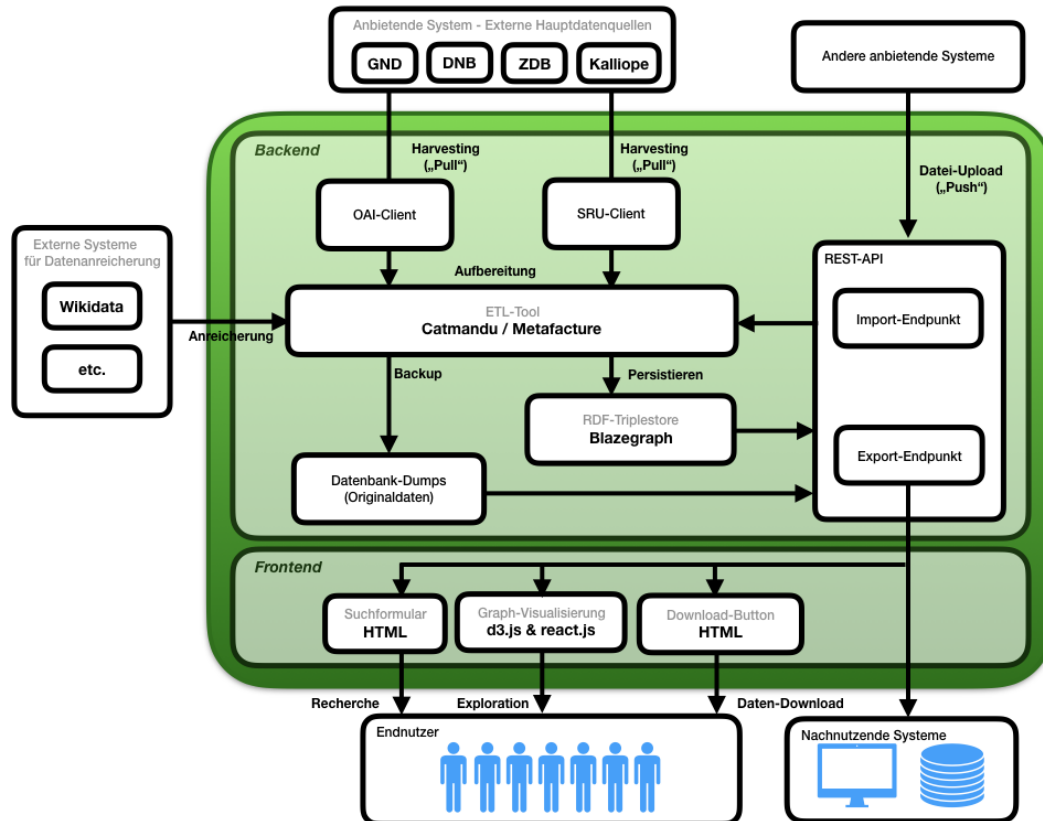 Anbietende System - Externe Hauptdatenquellen
GND
DNB
ZDB
Kalliope
Andere anbietende Systeme
Backend
Harvesting
(„Pull“)
Harvesting
(„Pull“)
Datei-Upload
(„Push“)
OAI-Client
SRU-Client
Externe Systeme
für Datenanreicherung
Wikidata
etc.
Anreicherung
Aufbereitung
ETL-Tool
Catmandu / Metafacture
REST-API
Import-Endpunkt
Backup
Persistieren
RDF-Triplestore
Blazegraph
Export-Endpunkt
Datenbank-Dumps
(Originaldaten)
Frontend
Suchformular
HTML
Graph-Visualisierung
d3.js & react.js
Download-Button
HTML
Recherche
Exploration
Daten-Download
Endnutzer
Nachnutzende Systeme